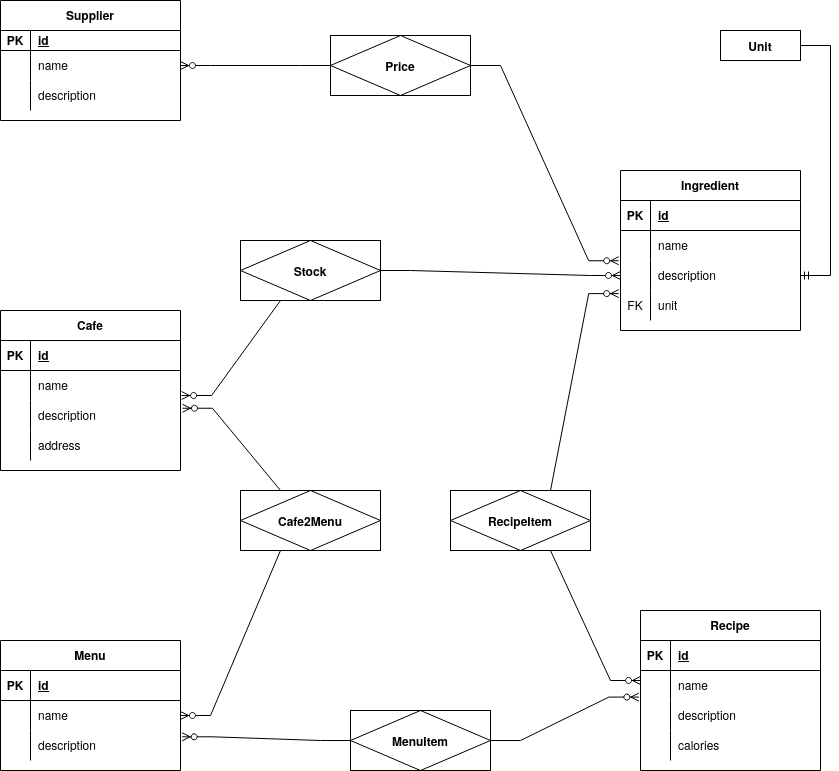 Supplier
PK id
name
description
Price
Unit
Ingredient
PK id
name
description
FK unit
Stock
Cafe
PK id
name
description
address
Cafe2Menu
RecipeItem
Menu
PK id
name
description
MenuItem
Recipe
PK id
name
description
calories